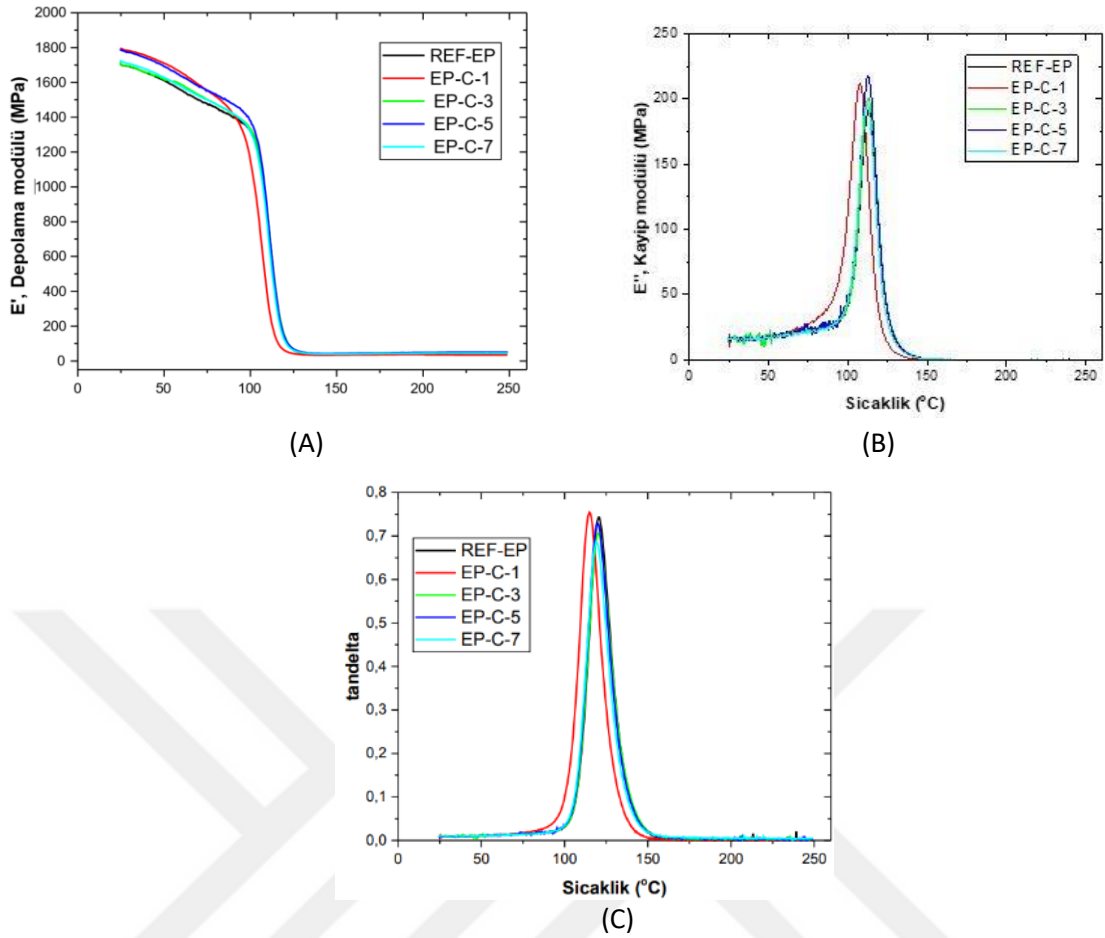 2000
1800
1600
1400
1200
1000
800
600
400
200
0
E', Depolama modülü (MPa)
0 50 100 150 200 250
REF-EP
EP-C-1
EP-C-3
EP-C-5
EP-C-7
(A)
250
200
150
100
50
0
E'', Kayip modülü (MPa)
0 50 100 150 200 250
Sicaklik (°C)
REF-EP
EP-C-1
EP-C-3
EP-C-5
EP-C-7
(B)
0,8
0,7
0,6
0,5
0,4
0,3
0,2
0,1
0,0
tandelta
0 50 100 150 200 250
Sicaklik (°C)
REF-EP
EP-C-1
EP-C-3
EP-C-5
EP-C-7
(C)